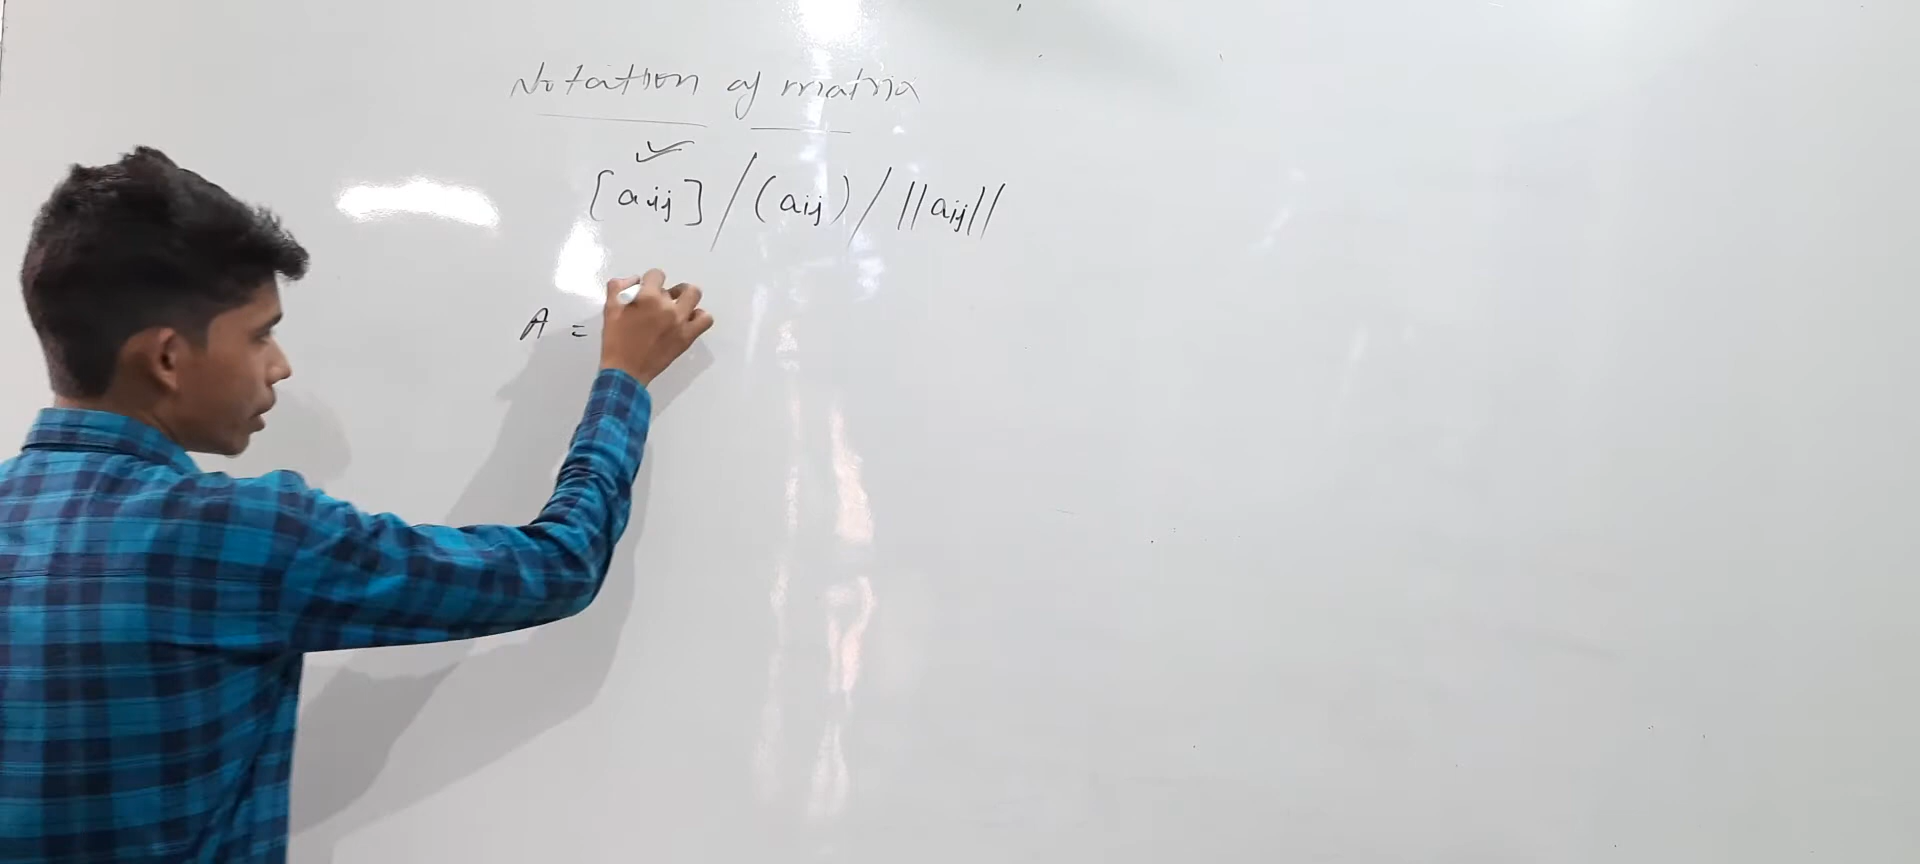 Notation of matrix
[aij] / (aij) / ||aij||
A =